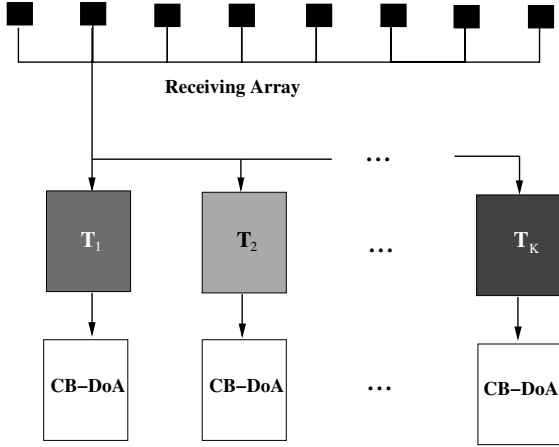 Receiving Array
...
T1 T2 ... TK
CB-DoA CB-DoA ... CB-DoA